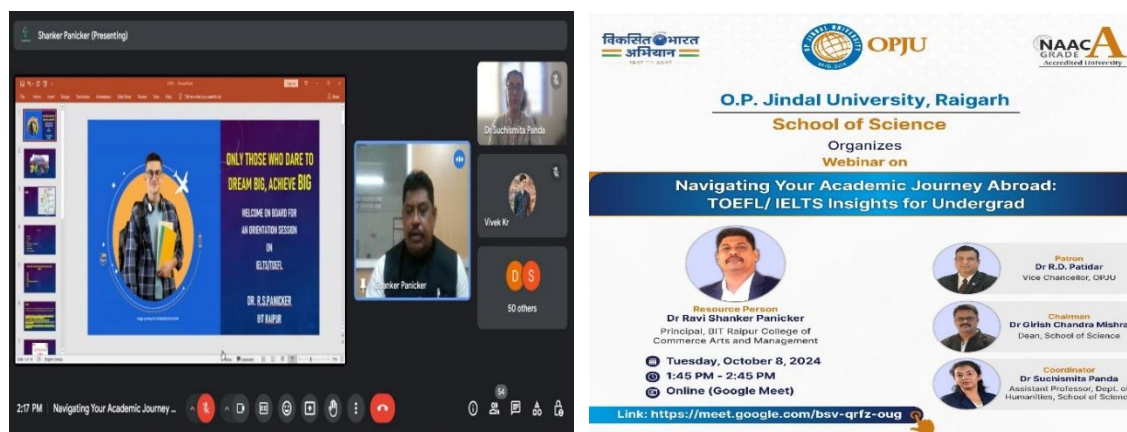 Shanker Panicker (Presenting)
ONLY THOSE WHO DARE TO
DREAM BIG, ACHIEVE BIG
WELCOME ON BOARD FOR
AN ORIENTATION SESSION
ON
IELTS/TOEFL
DR. R.S.PANICKER
BIT RAIPUR
Shanker Panicker
Dr Suchismita Panda
Vivek Kr
D S
50 others
54
2:17 PM | Navigating Your Academic Journey ...
विकसित भारत
अभियान
OPJU
NAAC A
GRADE
Accredited University
O.P. Jindal University, Raigarh
School of Science
Organizes
Webinar on
Navigating Your Academic Journey Abroad:
TOEFL/ IELTS Insights for Undergrad
Resource Person
Dr Ravi Shanker Panicker
Principal, BIT Raipur College of
Commerce Arts and Management
Tuesday, October 8, 2024
1:45 PM - 2:45 PM
Online (Google Meet)
Patron
Dr R.D. Patidar
Vice Chancellor, OPJU
Chairman
Dr Girish Chandra Mishra
Dean, School of Science
Coordinator
Dr Suchismita Panda
Assistant Professor, Dept. of
Humanities, School of Scienc
Link: https://meet.google.com/bsv-qrfz-oug